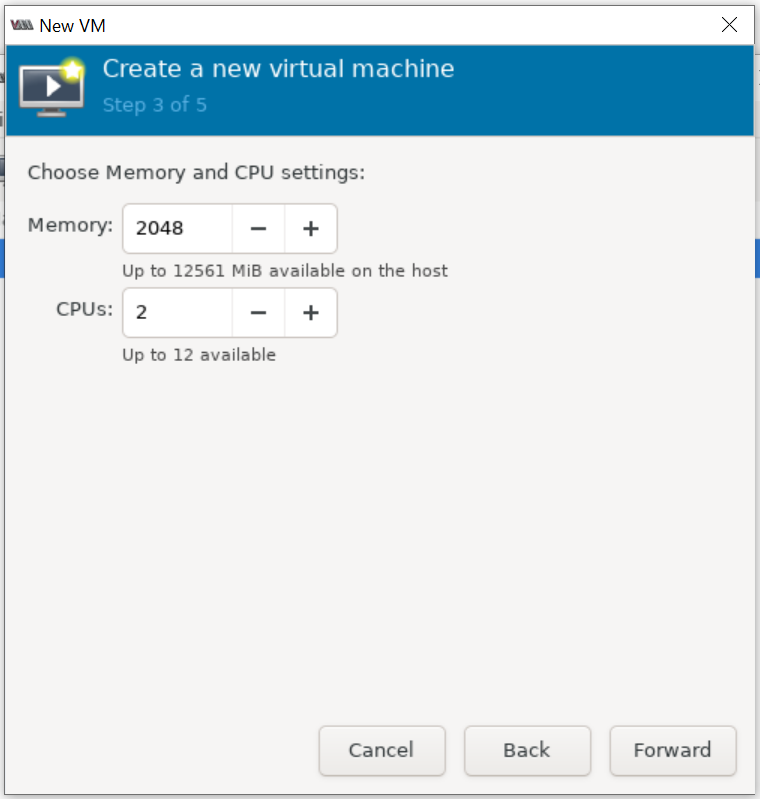 New VM
Create a new virtual machine
Step 3 of 5
Choose Memory and CPU settings:
Memory: 2048 − +
Up to 12561 MiB available on the host
CPUs: 2 − +
Up to 12 available
Cancel Back Forward